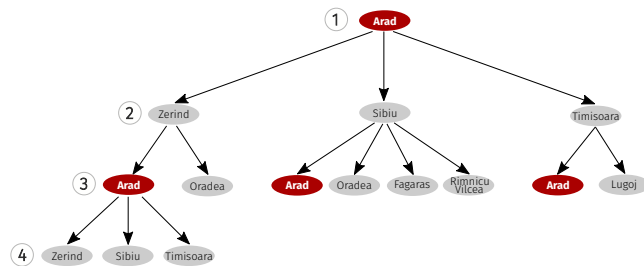 1 Arad
2 Zerind Sibiu Timisoara
3 Arad Oradea Arad Oradea Fagaras Rimnicu Vilcea Arad Lugoj
4 Zerind Sibiu Timisoara